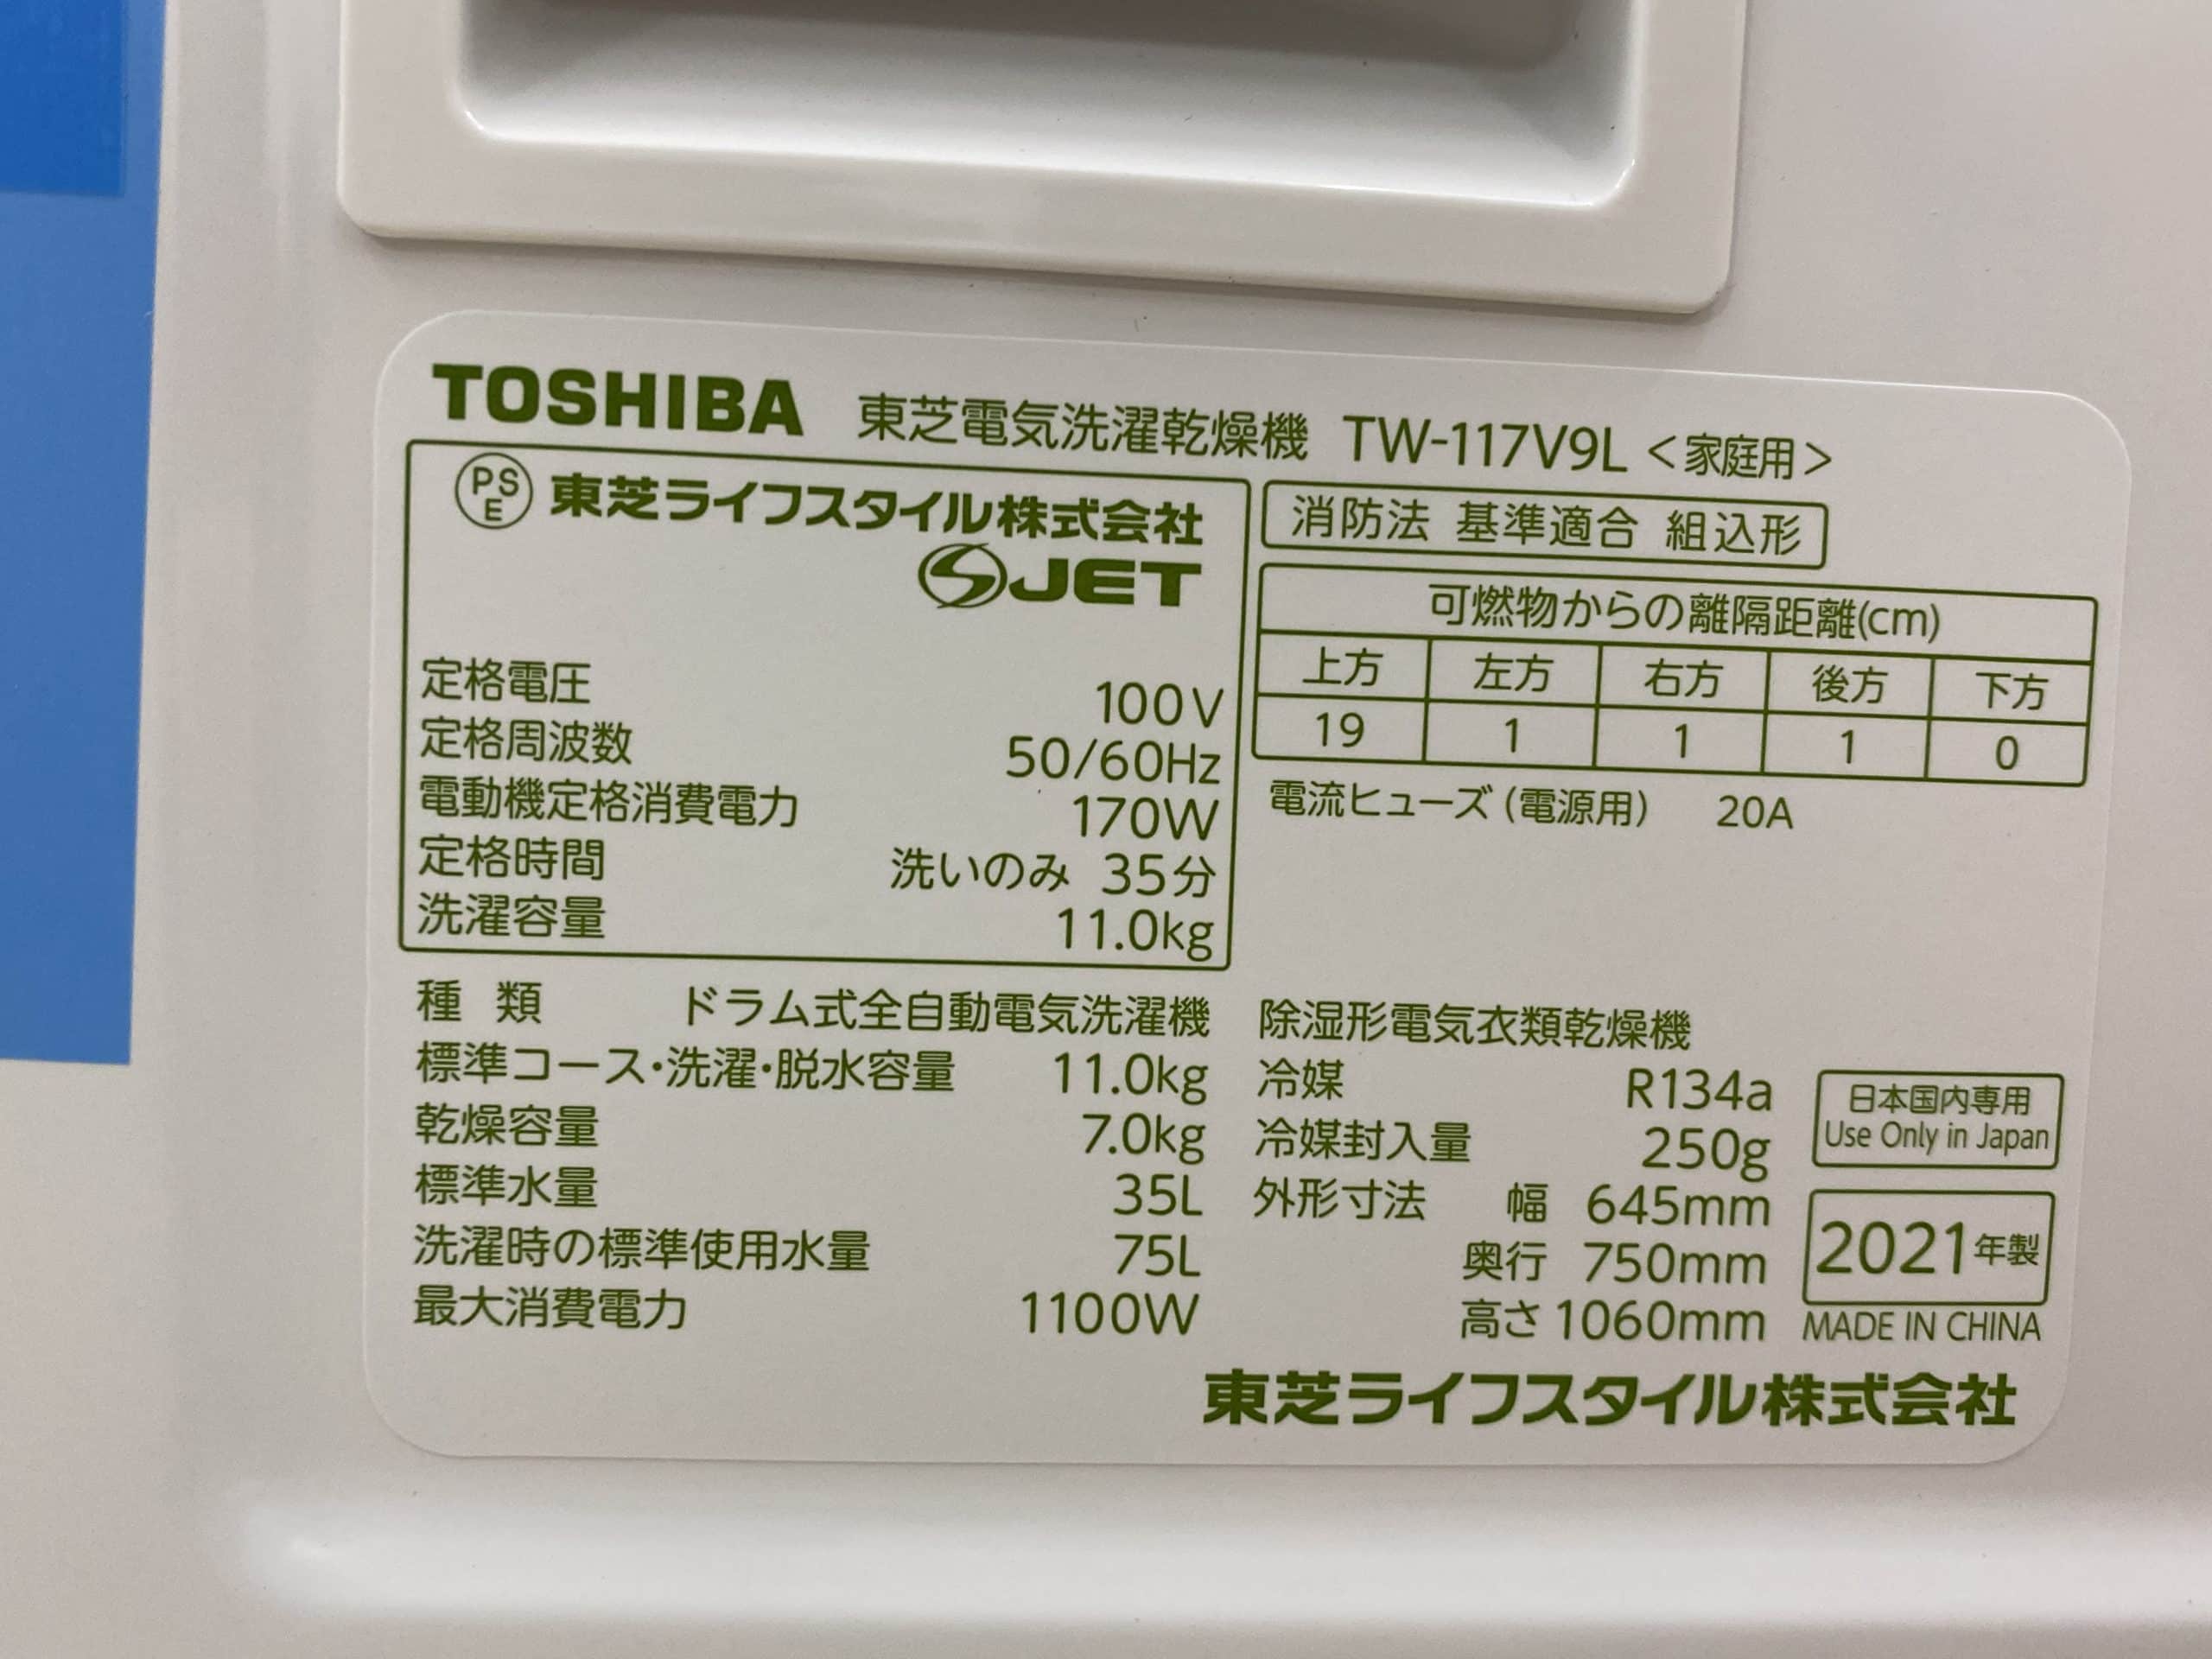 TOSHIBA 東芝電気洗濯乾燥機 TW-117V9L <家庭用>
PSE 東芝ライフスタイル株式会社
JET
定格電圧 100V
定格周波数 50/60Hz
電動機定格消費電力 170W
定格時間 洗いのみ 35分
洗濯容量 11.0kg
消防法 基準適合 組込形
可燃物からの離隔距離(cm)
上方 左方 右方 後方 下方
19 1 1 1 0
電流ヒューズ(電源用) 20A
種類 ドラム式全自動電気洗濯機
標準コース・洗濯・脱水容量 11.0kg
乾燥容量 7.0kg
標準水量 35L
洗濯時の標準使用水量 75L
最大消費電力 1100W
除湿形電気衣類乾燥機
冷媒 R134a
冷媒封入量 250g
外形寸法 幅 645mm
奥行 750mm
高さ 1060mm
日本国内専用
Use Only in Japan
2021年製
MADE IN CHINA
東芝ライフスタイル株式会社